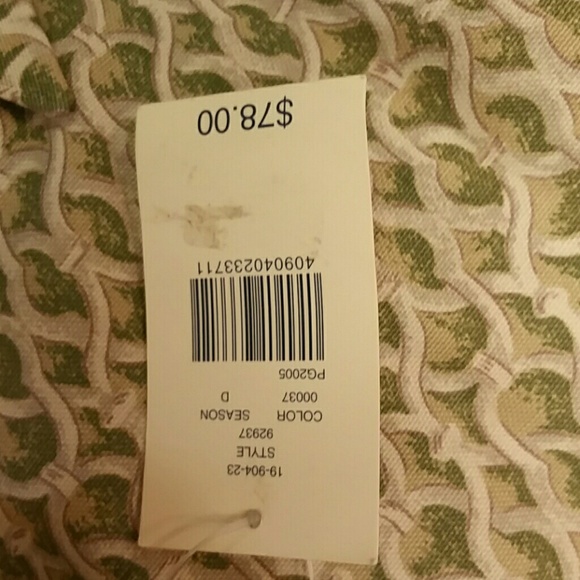 19-904-23
STYLE
92937
COLOR SEASON
00037 D
PG2005
409040233711
$78.00